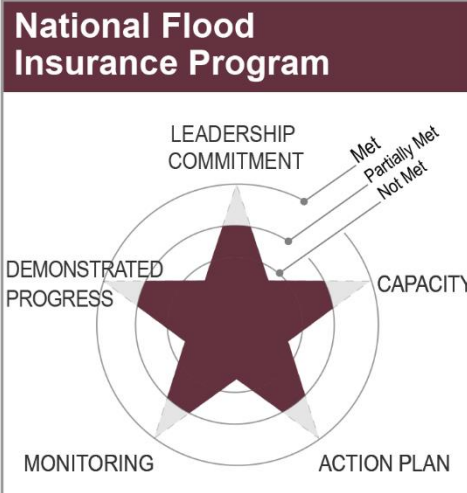 National Flood
Insurance Program
LEADERSHIP
COMMITMENT
Met
Partially Met
Not Met
DEMONSTRATED
PROGRESS
CAPACITY
MONITORING
ACTION PLAN